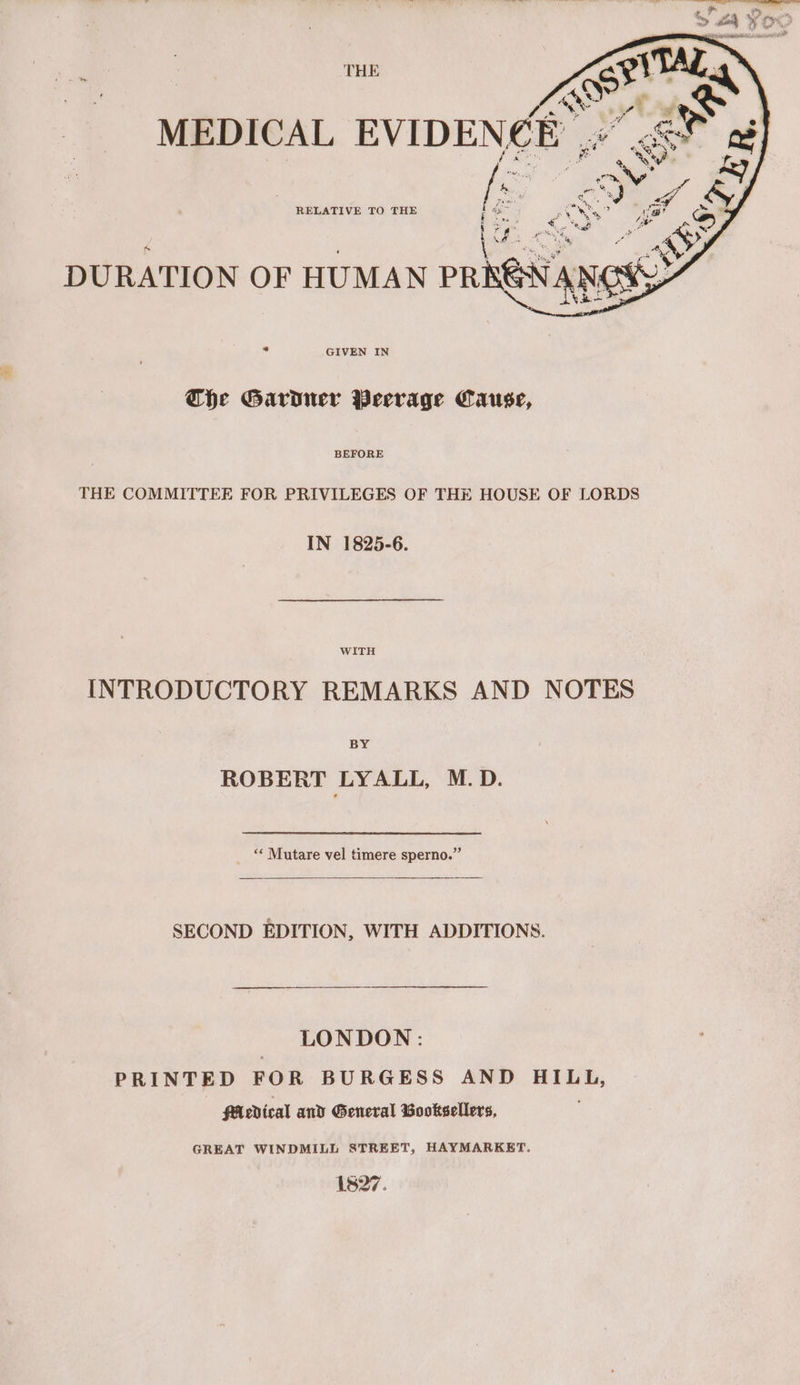 THE
MEDICAL EVIDENCE
RELATIVE TO THE
DURATION OF HUMAN PREGNANCY
GIVEN IN
The Gardner Peerage Cause,
BEFORE
THE COMMITTEE FOR PRIVILEGES OF THE HOUSE OF LORDS
IN 1825-6.
WITH
INTRODUCTORY REMARKS AND NOTES
BY
ROBERT LYALL, M.D.
“Mutare vel timere sperno.”
SECOND EDITION, WITH ADDITIONS.
LONDON:
PRINTED FOR BURGESS AND HILL,
Medical and General Booksellers,
GREAT WINDMILL STREET, HAYMARKET.
1827.
HOSPITAL
LIBRARY